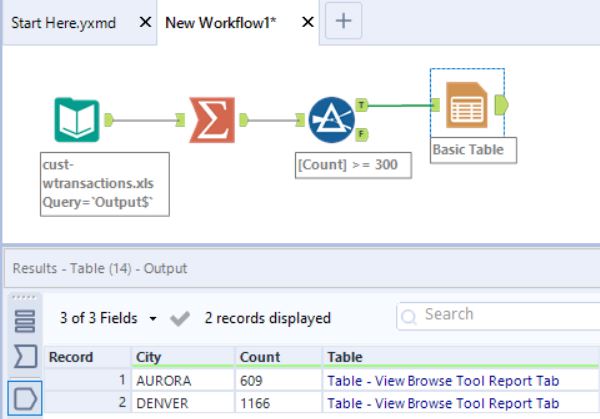 Start Here.yxmd X New Workflow1* X +
T
F
cust-
wtransactions.xls
Query=`Output$`
[Count] >= 300
Basic Table
Results - Table (14) - Output
3 of 3 Fields 2 records displayed Search
Record City Count Table
1 AURORA 609 Table - View Browse Tool Report Tab
2 DENVER 1166 Table - View Browse Tool Report Tab